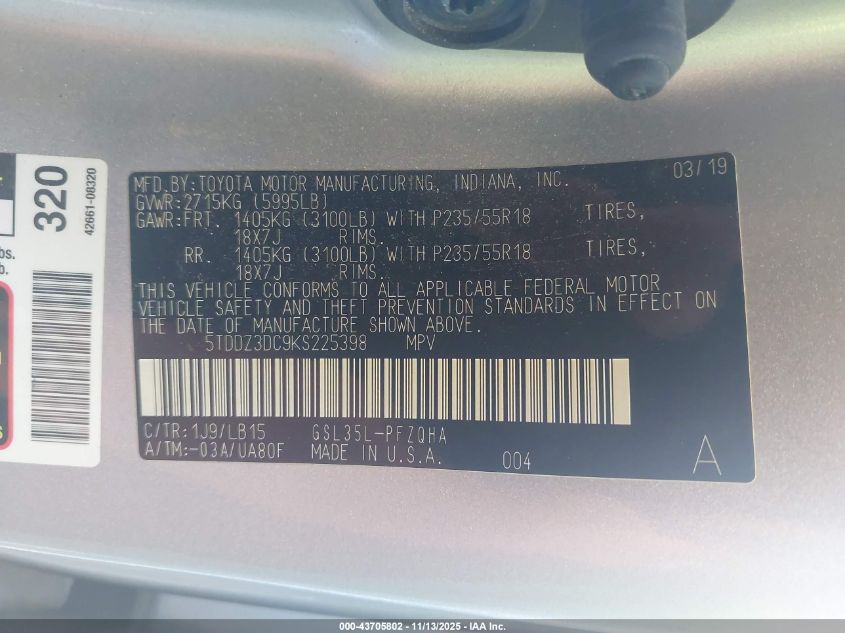 320
42661-08320
bs.
b.
MFD.BY:TOYOTA MOTOR MANUFACTURING, INDIANA, INC. 03/19
GVWR:2715KG (5995LB)
GAWR:FRT. 1405KG (3100LB) WITH P235/55R18 TIRES,
18X7J RIMS.
RR. 1405KG (3100LB) WITH P235/55R18 TIRES,
18X7J RIMS.
THIS VEHICLE CONFORMS TO ALL APPLICABLE FEDERAL MOTOR
VEHICLE SAFETY AND THEFT PREVENTION STANDARDS IN EFFECT ON
THE DATE OF MANUFACTURE SHOWN ABOVE.
5TDDZ3DC9KS225398 MPV
C/TR:1J9/LB15 GSL35L-PFZQHA
A/TM:-03A/UA80F MADE IN U.S.A. 004 A
000-43705802 - 11/13/2025 - IAA Inc.